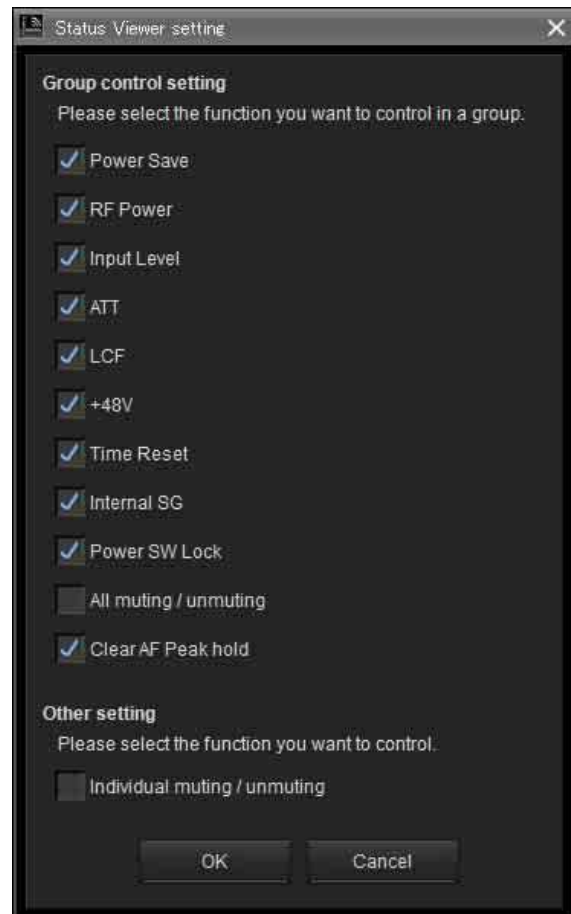 Status Viewer setting
Group control setting
Please select the function you want to control in a group.
Power Save
RF Power
Input Level
ATT
LCF
+48V
Time Reset
Internal SG
Power SW Lock
All muting / unmuting
Clear AF Peak hold
Other setting
Please select the function you want to control.
Individual muting / unmuting
OK
Cancel